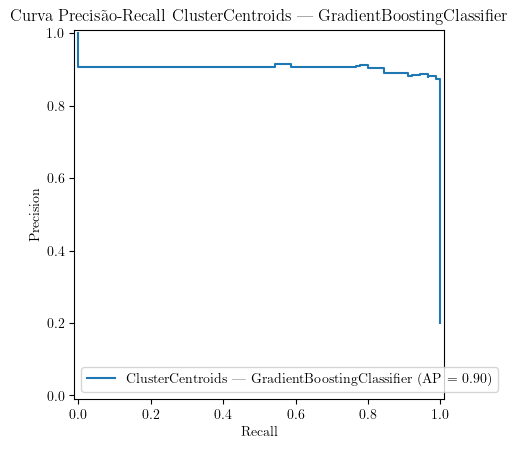 Curva Precisão-Recall ClusterCentroids — GradientBoostingClassifier
1.0
0.8
0.6
0.4
0.2
0.0
Precision
ClusterCentroids — GradientBoostingClassifier (AP = 0.90)
0.0 0.2 0.4 0.6 0.8 1.0
Recall